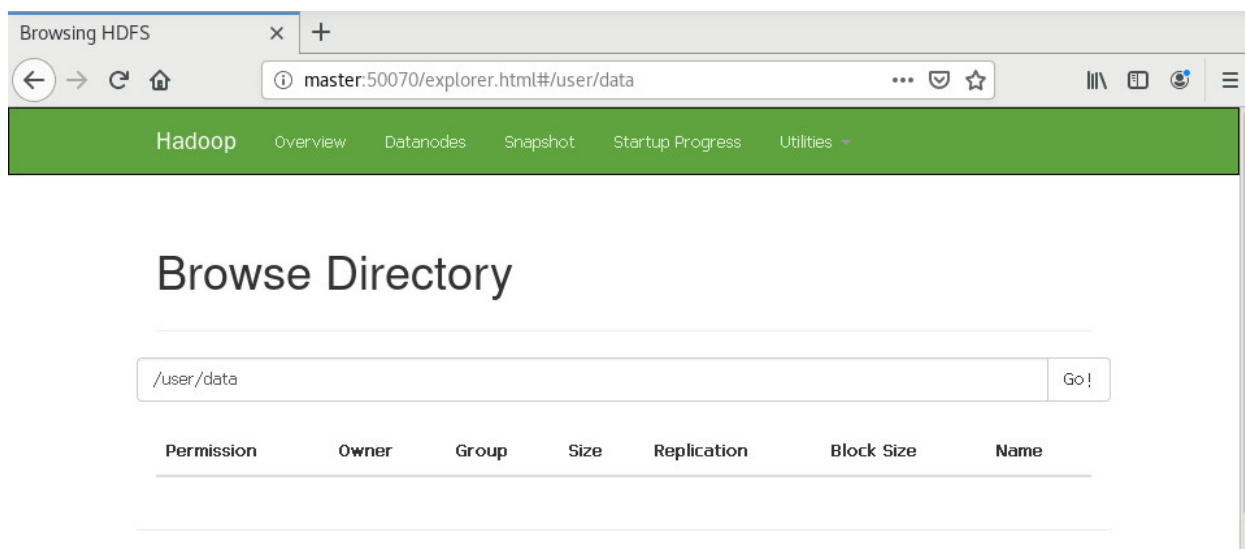 Browsing HDFS
master:50070/explorer.html#/user/data
Hadoop Overview Datanodes Snapshot Startup Progress Utilities
Browse Directory
/user/data Go!
Permission Owner Group Size Replication Block Size Name